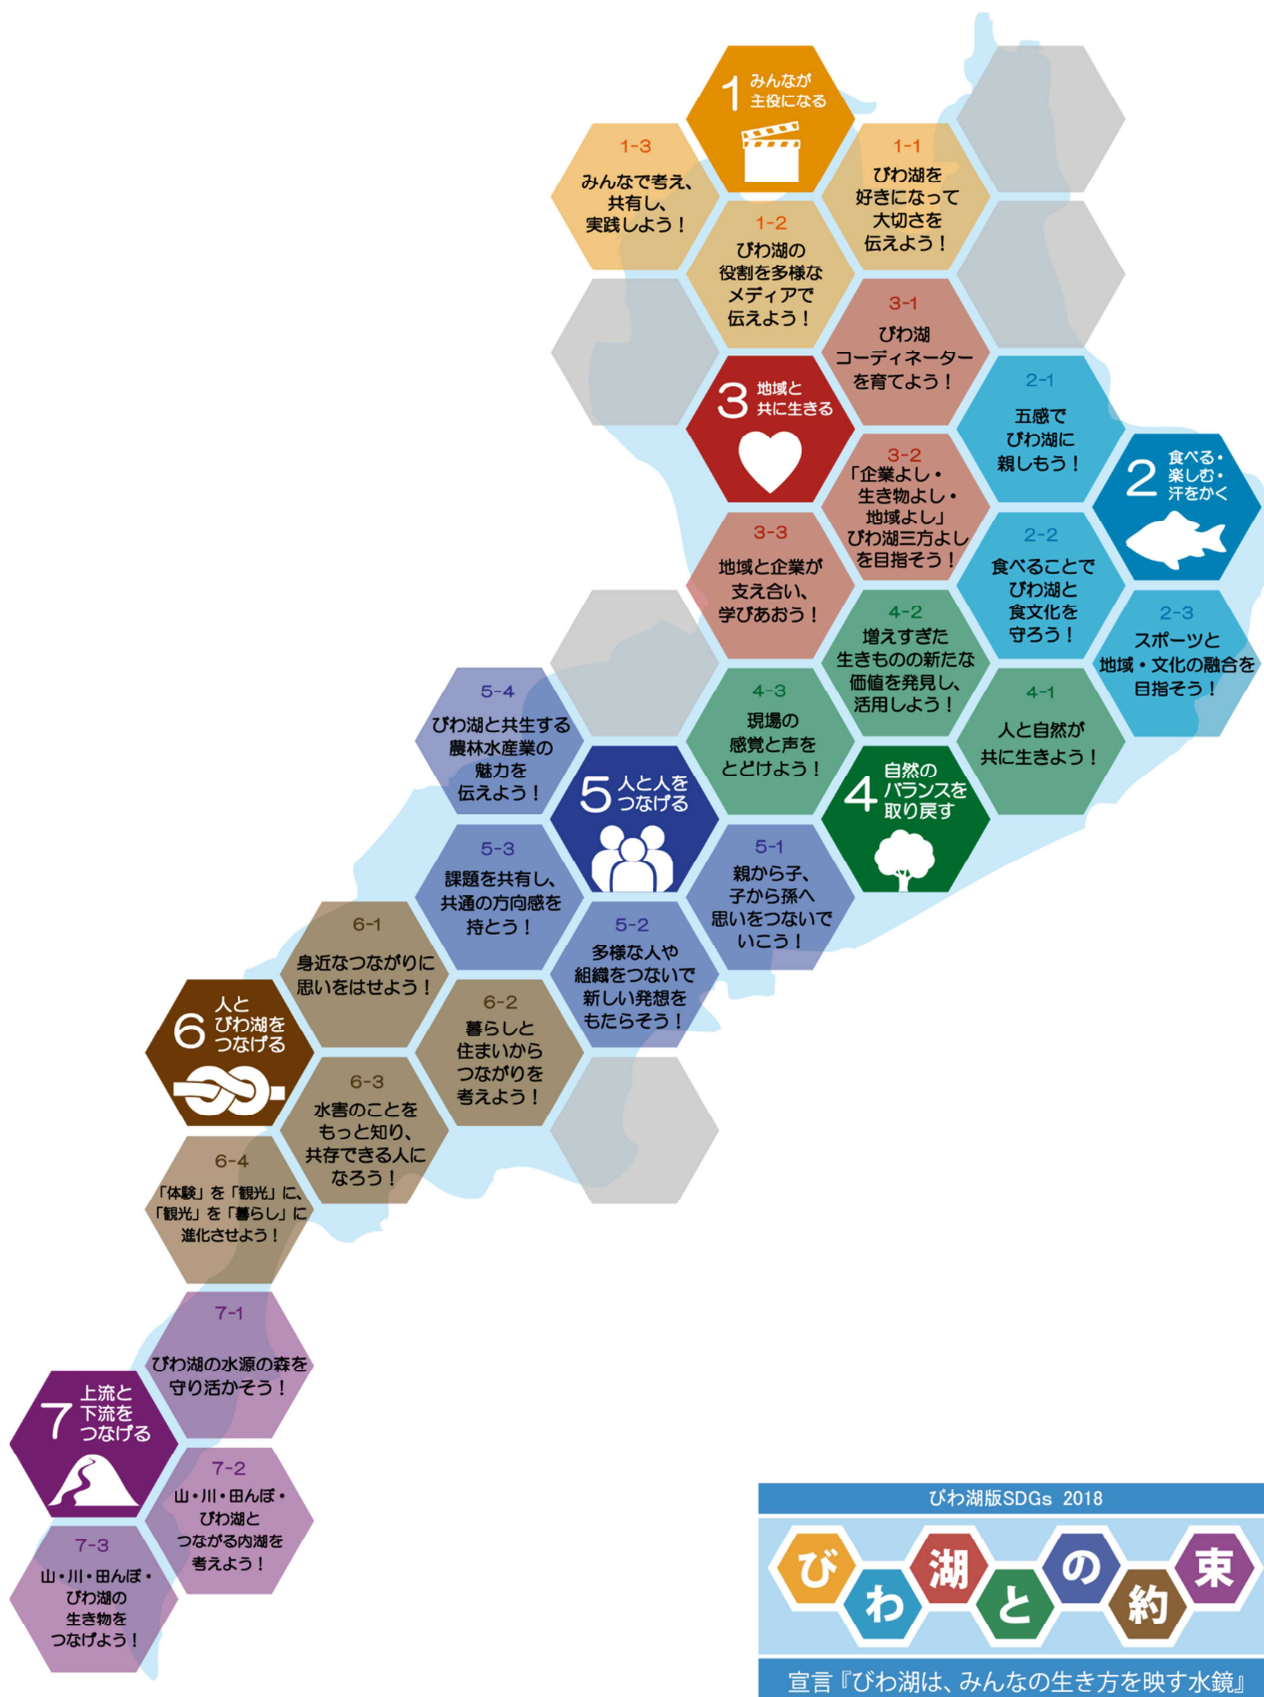 1
みんなが
主役になる
1-3
みんなで考え、
共有し、
実践しよう！
1-1
びわ湖を
好きになって
大切さを
伝えよう！
1-2
びわ湖の
役割を多様な
メディアで
伝えよう！
3-1
びわ湖
コーディネーター
を育てよう！
3
地域と
共に生きる
2-1
五感で
びわ湖に
親しもう！
2
食べる・
楽しむ・
汗をかく
3-2
「企業よし・
生き物よし・
地域よし」
びわ湖三方よし
を目指そう！
3-3
地域と企業が
支え合い、
学びあおう！
2-2
食べることで
びわ湖と
食文化を
守ろう！
2-3
スポーツと
地域・文化の融合を
目指そう！
4-2
増えすぎた
生きものの新たな
価値を発見し、
活用しよう！
4-3
現場の
感覚と声を
とどけよう！
4-1
人と自然が
共に生きよう！
4
自然の
バランスを
取り戻す
5-4
びわ湖と共生する
農林水産業の
魅力を
伝えよう！
5
人と人を
つなげる
5-3
課題を共有し、
共通の方向感を
持とう！
5-1
親から子、
子から孫へ
思いをつないで
いこう！
5-2
多様な人や
組織をつないで
新しい発想を
もたらそう！
6-1
身近なつながりに
思いをはせよう！
6
人と
びわ湖を
つなげる
6-2
暮らしと
住まいから
つながりを
考えよう！
6-3
水害のことを
もっと知り、
共存できる人に
なろう！
6-4
「体験」を「観光」に、
「観光」を「暮らし」に
進化させよう！
7-1
びわ湖の水源の森を
守り活かそう！
7
上流と
下流を
つなげる
7-2
山・川・田んぼ・
びわ湖と
つながる内湖を
考えよう！
7-3
山・川・田んぼ・
びわ湖の
生き物を
つなげよう！
びわ湖版SDGs 2018
びわ湖との約束
宣言『びわ湖は、みんなの生き方を映す水鏡』